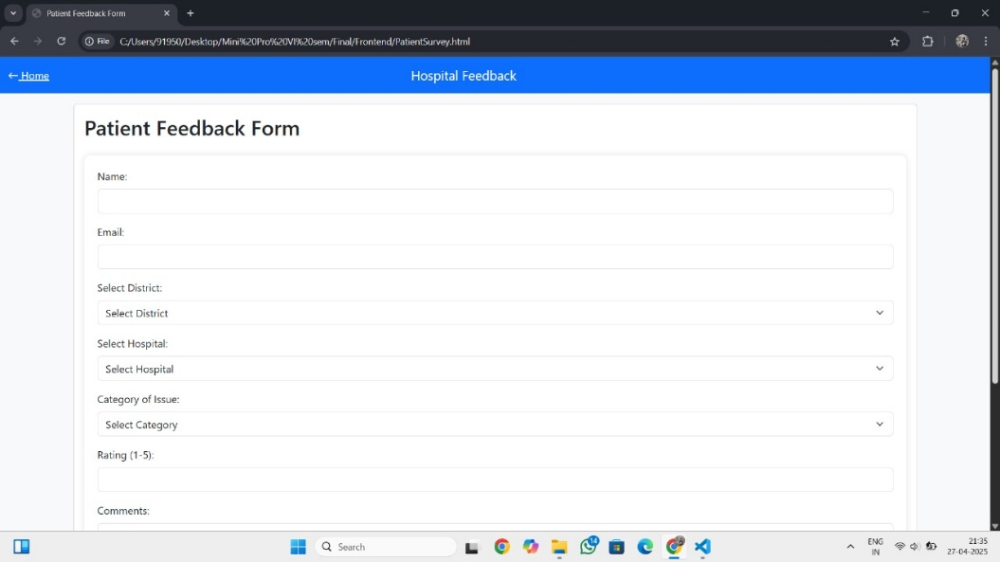 Patient Feedback Form
File
C:/Users/91950/Desktop/Mini%20Pro%20VI%20sem/Final/Frontend/PatientSurvey.html
← Home
Hospital Feedback
Patient Feedback Form
Name:
Email:
Select District:
Select District
Select Hospital:
Select Hospital
Category of Issue:
Select Category
Rating (1-5):
Comments:
Search
14
ENG
IN
21:35
27-04-2025